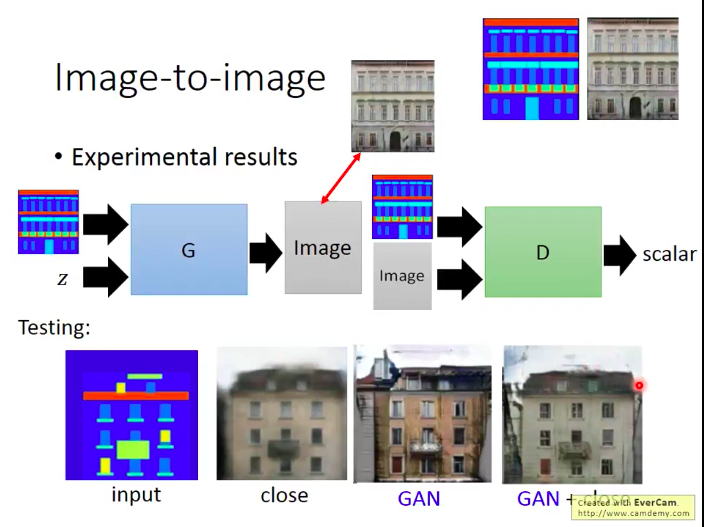 Image-to-image
• Experimental results
G
Image
z
Image
D
scalar
Testing:
input
close
GAN
GAN + close
Created with EverCam.
http://www.camdemy.com